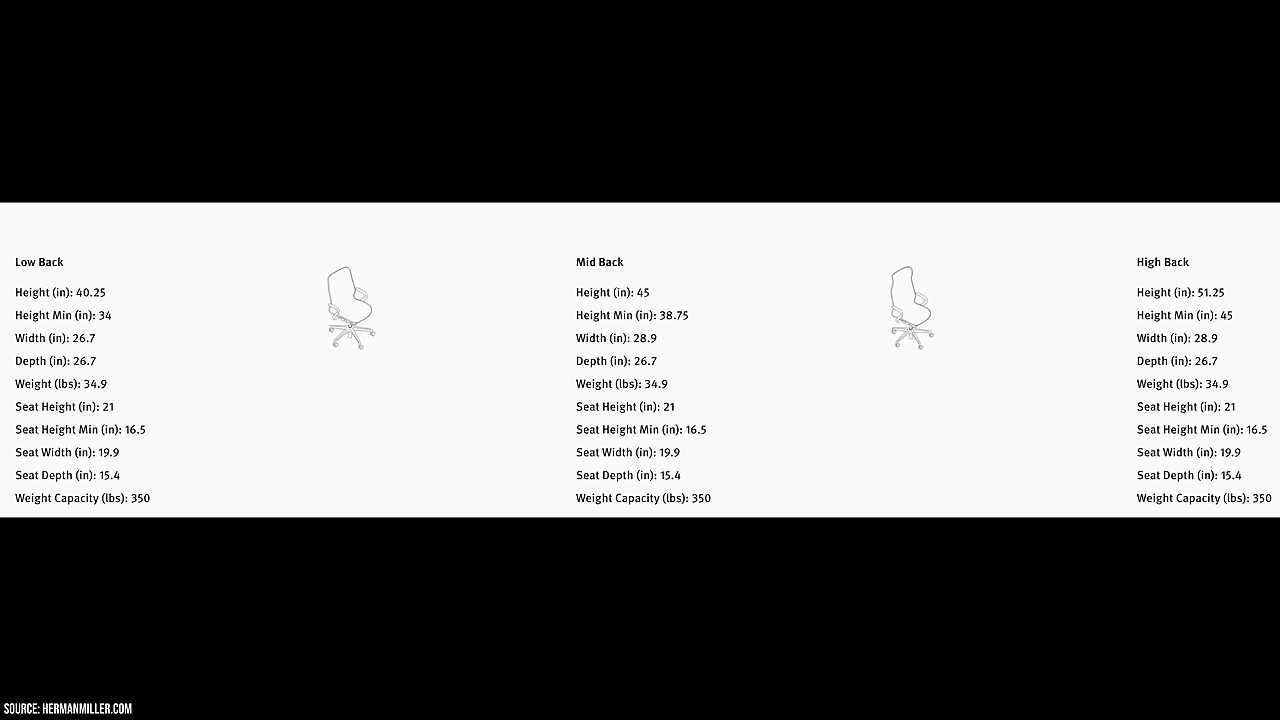 Low Back
Height (in): 40.25
Height Min (in): 34
Width (in): 26.7
Depth (in): 26.7
Weight (lbs): 34.9
Seat Height (in): 21
Seat Height Min (in): 16.5
Seat Width (in): 19.9
Seat Depth (in): 15.4
Weight Capacity (lbs): 350
Mid Back
Height (in): 45
Height Min (in): 38.75
Width (in): 28.9
Depth (in): 26.7
Weight (lbs): 34.9
Seat Height (in): 21
Seat Height Min (in): 16.5
Seat Width (in): 19.9
Seat Depth (in): 15.4
Weight Capacity (lbs): 350
High Back
Height (in): 51.25
Height Min (in): 45
Width (in): 28.9
Depth (in): 26.7
Weight (lbs): 34.9
Seat Height (in): 21
Seat Height Min (in): 16.5
Seat Width (in): 19.9
Seat Depth (in): 15.4
Weight Capacity (lbs): 350
SOURCE: HERMANMILLER.COM